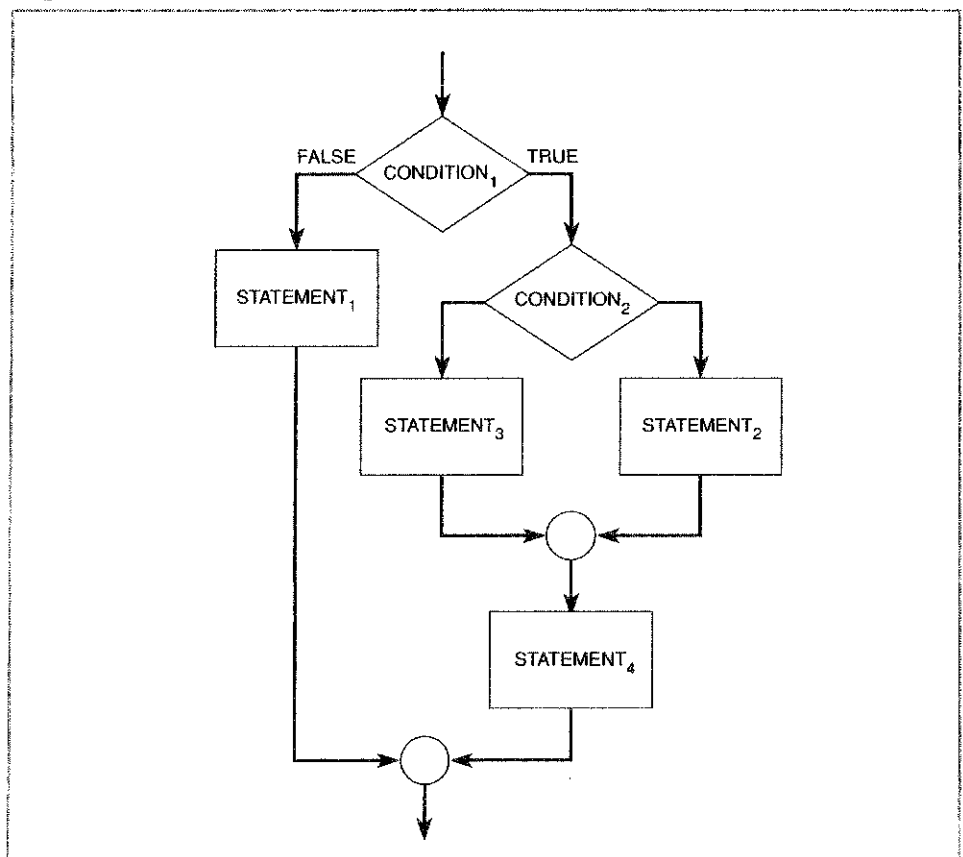 FALSE
TRUE
CONDITION₁
STATEMENT₁
CONDITION₂
STATEMENT₃
STATEMENT₂
STATEMENT₄